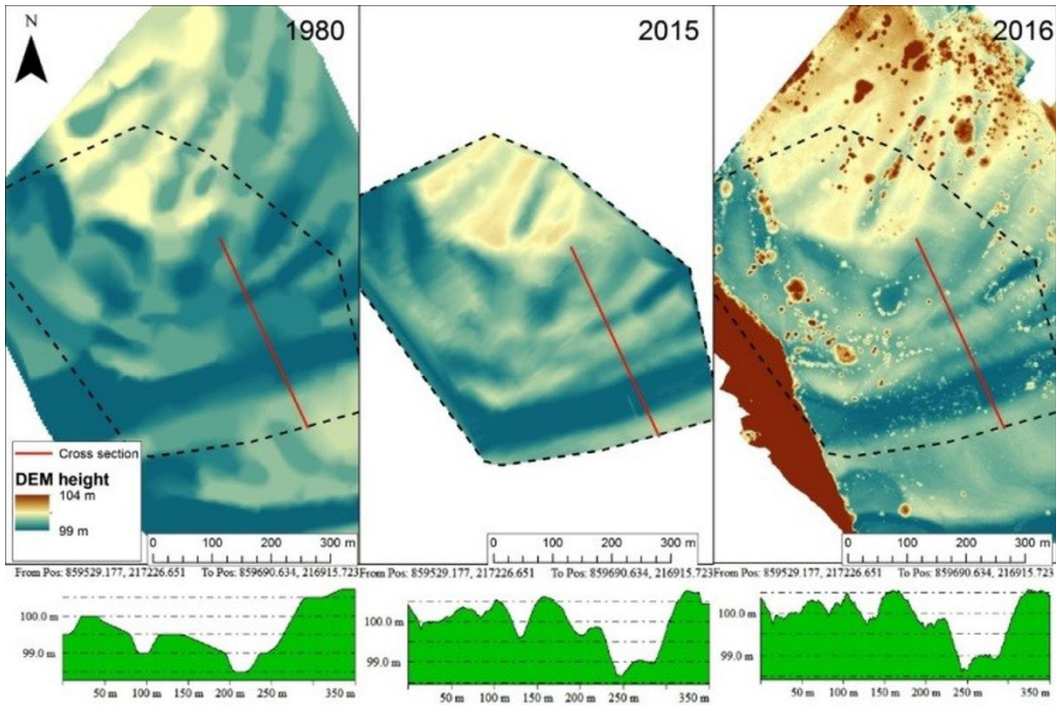 N
1980
2015
2016
Cross section
DEM height
104 m
99 m
0 100 200 300 m
0 100 200 300 m
0 100 200 300 m
From Pos: 859529.177, 217226.651 To Pos: 859690.634, 216915.723
From Pos: 859529.177, 217226.651 To Pos: 859690.634, 216915.723
From Pos: 859529.177, 217226.651 To Pos: 859690.634, 216915.723
100.0 m
99.0 m
50 m 100 m 150 m 200 m 250 m 350 m
100.0 m
99.0 m
50 m 100 m 150 m 200 m 250 m 350 m
100.0 m
99.0 m
50 m 100 m 150 m 200 m 250 m 350 m